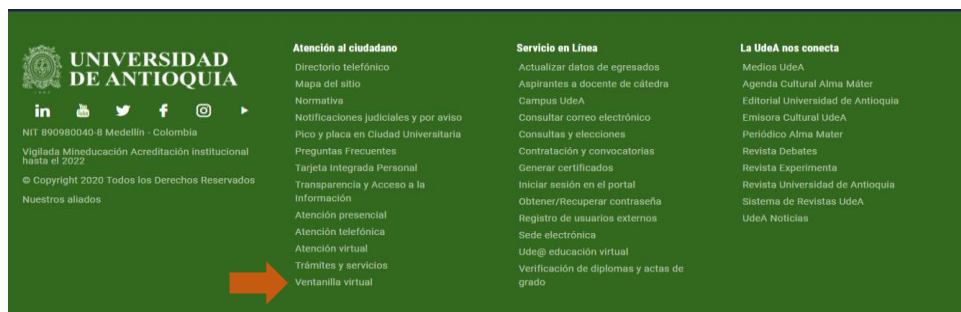 UNIVERSIDAD
DE ANTIOQUIA
NIT 890980040-8 Medellín - Colombia
Vigilada Mineducación Acreditación institucional
hasta el 2022
© Copyright 2020 Todos los Derechos Reservados
Nuestros aliados
Atención al ciudadano
Directorio telefónico
Mapa del sitio
Normativa
Notificaciones judiciales y por aviso
Pico y placa en Ciudad Universitaria
Preguntas Frecuentes
Tarjeta Integrada Personal
Transparencia y Acceso a la
Información
Atención presencial
Atención telefónica
Atención virtual
Trámites y servicios
Ventanilla virtual
Servicio en Línea
Actualizar datos de egresados
Aspirantes a docente de cátedra
Campus UdeA
Consultar correo electrónico
Consultas y elecciones
Contratación y convocatorias
Generar certificados
Iniciar sesión en el portal
Obtener/Recuperar contraseña
Registro de usuarios externos
Sede electrónica
Ude@ educación virtual
Verificación de diplomas y actas de
grado
La UdeA nos conecta
Medios UdeA
Agenda Cultural Alma Máter
Editorial Universidad de Antioquia
Emisora Cultural UdeA
Periódico Alma Mater
Revista Debates
Revista Experimenta
Revista Universidad de Antioquia
Sistema de Revistas UdeA
UdeA Noticias